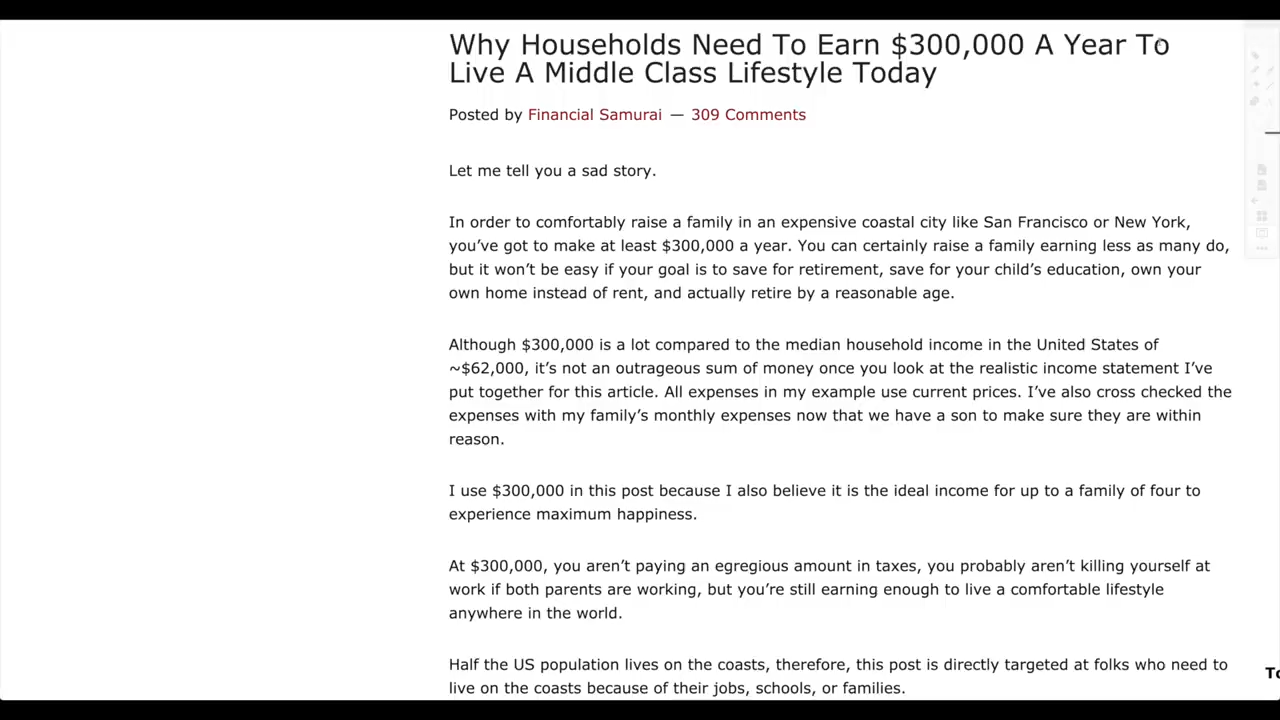 Why Households Need To Earn $300,000 A Year To
Live A Middle Class Lifestyle Today
Posted by Financial Samurai — 309 Comments
Let me tell you a sad story.
In order to comfortably raise a family in an expensive coastal city like San Francisco or New York,
you’ve got to make at least $300,000 a year. You can certainly raise a family earning less as many do,
but it won’t be easy if your goal is to save for retirement, save for your child’s education, own your
own home instead of rent, and actually retire by a reasonable age.
Although $300,000 is a lot compared to the median household income in the United States of
~$62,000, it’s not an outrageous sum of money once you look at the realistic income statement I’ve
put together for this article. All expenses in my example use current prices. I’ve also cross checked the
expenses with my family’s monthly expenses now that we have a son to make sure they are within
reason.
I use $300,000 in this post because I also believe it is the ideal income for up to a family of four to
experience maximum happiness.
At $300,000, you aren’t paying an egregious amount in taxes, you probably aren’t killing yourself at
work if both parents are working, but you’re still earning enough to live a comfortable lifestyle
anywhere in the world.
Half the US population lives on the coasts, therefore, this post is directly targeted at folks who need to
live on the coasts because of their jobs, schools, or families.